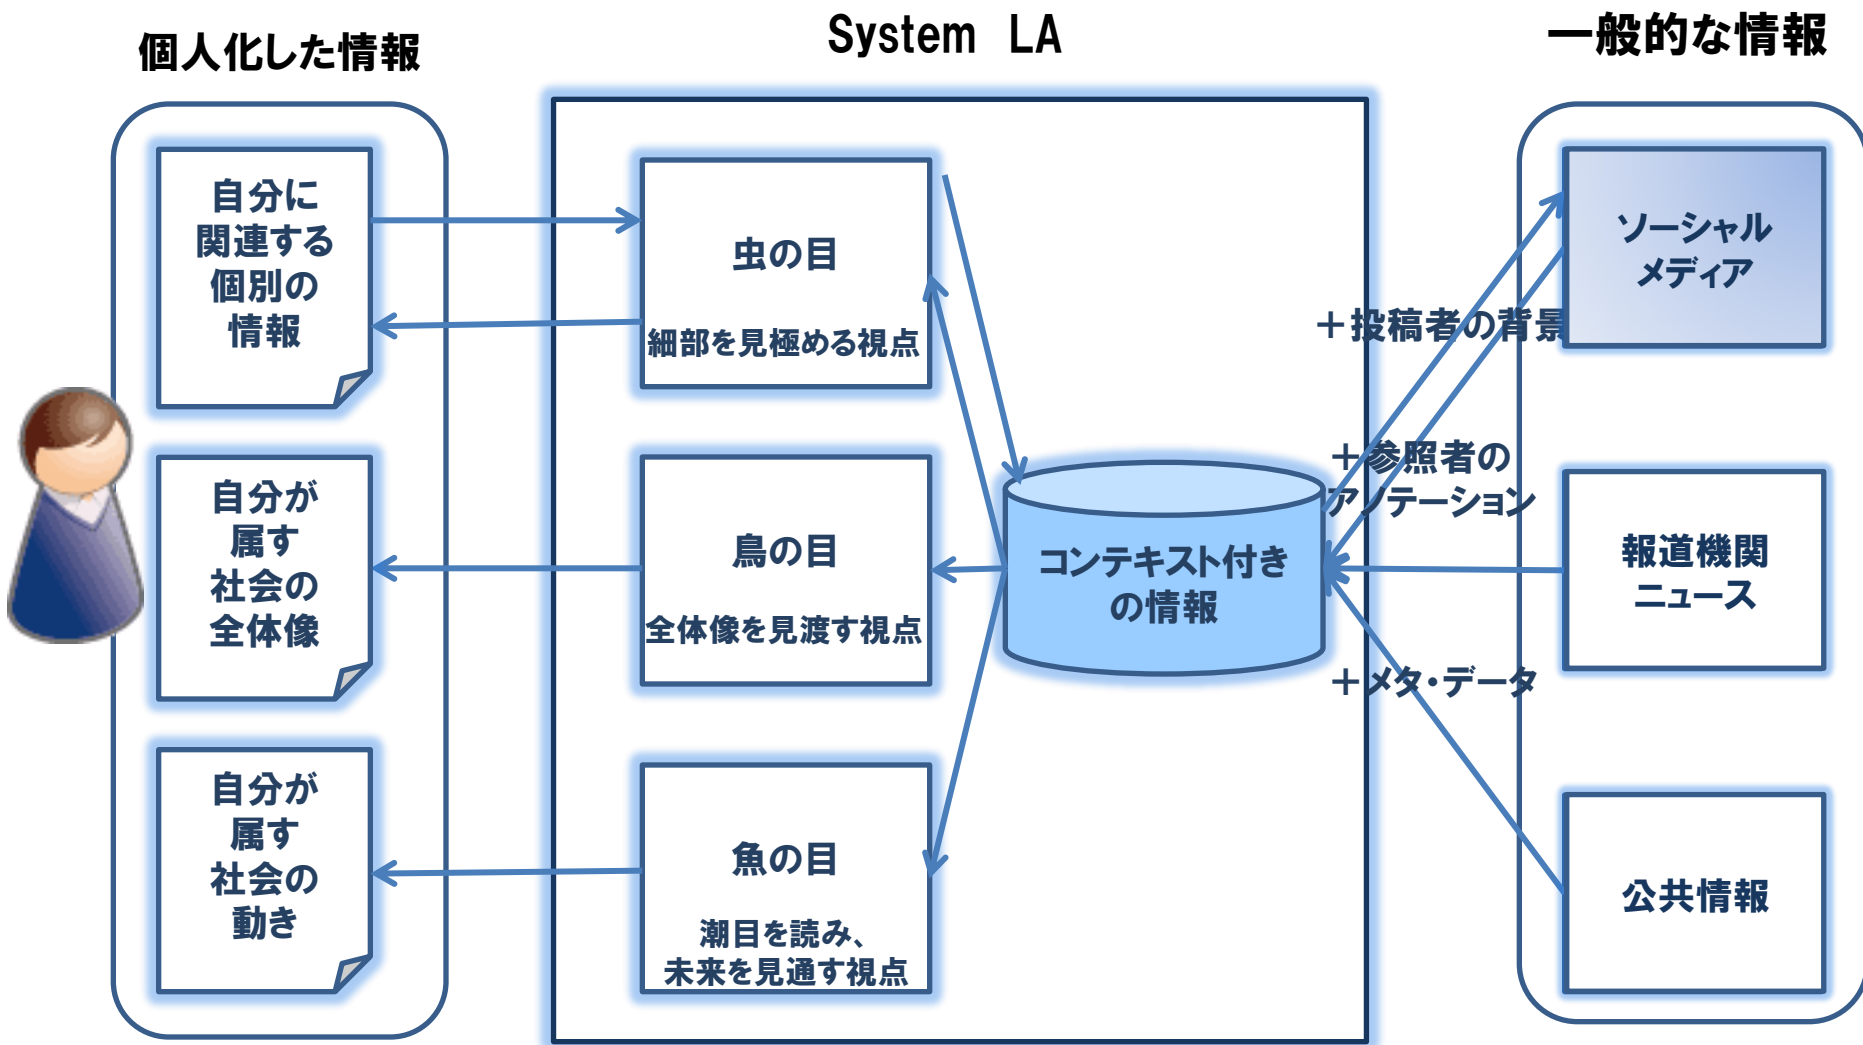 個人化した情報
System LA
一般的な情報
自分に
関連する
個別の
情報
自分が
属す
社会の
全体像
自分が
属す
社会の
動き
虫の目
細部を見極める視点
鳥の目
全体像を見渡す視点
魚の目
潮目を読み、
未来を見通す視点
コンテキスト付き
の情報
＋投稿者の背景
＋参照者の
アノテーション
＋メタ・データ
ソーシャル
メディア
報道機関
ニュース
公共情報